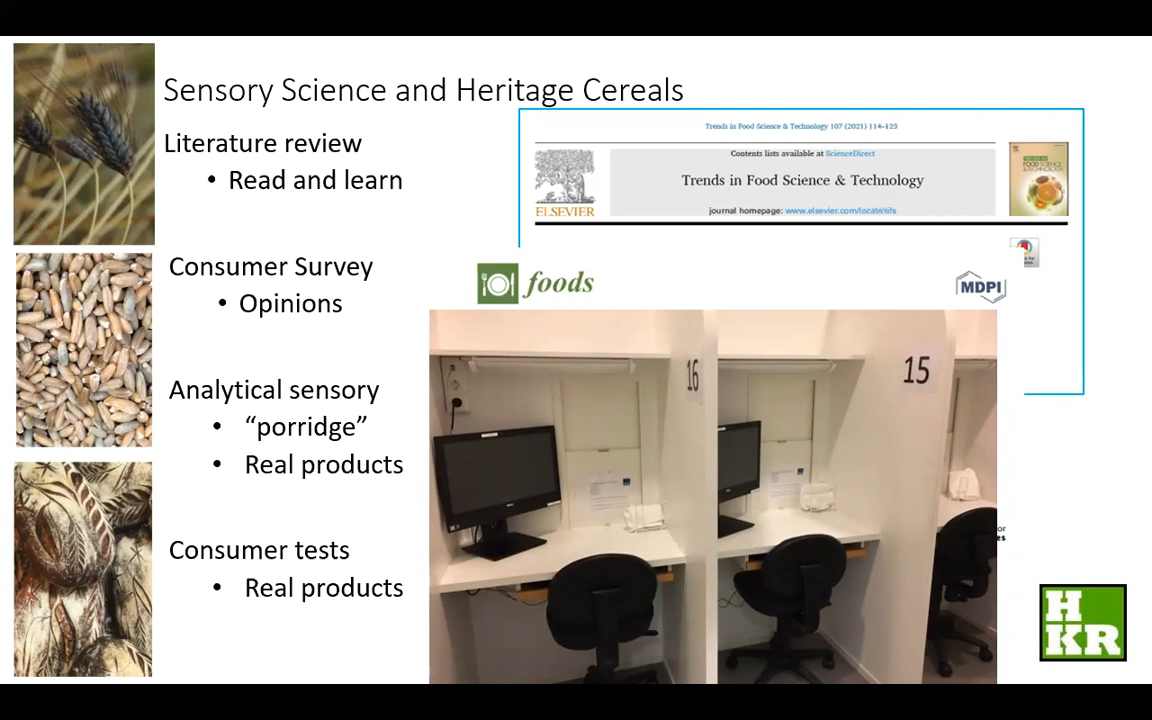 Sensory Science and Heritage Cereals
Literature review
• Read and learn
Consumer Survey
• Opinions
Analytical sensory
• “porridge”
• Real products
Consumer tests
• Real products
Trends in Food Science & Technology 107 (2021) 114–123
Contents lists available at ScienceDirect
Trends in Food Science & Technology
journal homepage: www.elsevier.com/locate/tifs
ELSEVIER
foods
MDPI
16
15
or
es
H
KR